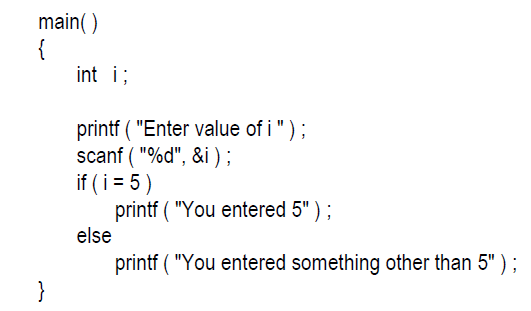 main( )
{
int i ;
printf ( "Enter value of i " ) ;
scanf ( "%d", &i ) ;
if ( i = 5 )
printf ( "You entered 5" ) ;
else
printf ( "You entered something other than 5" ) ;
}